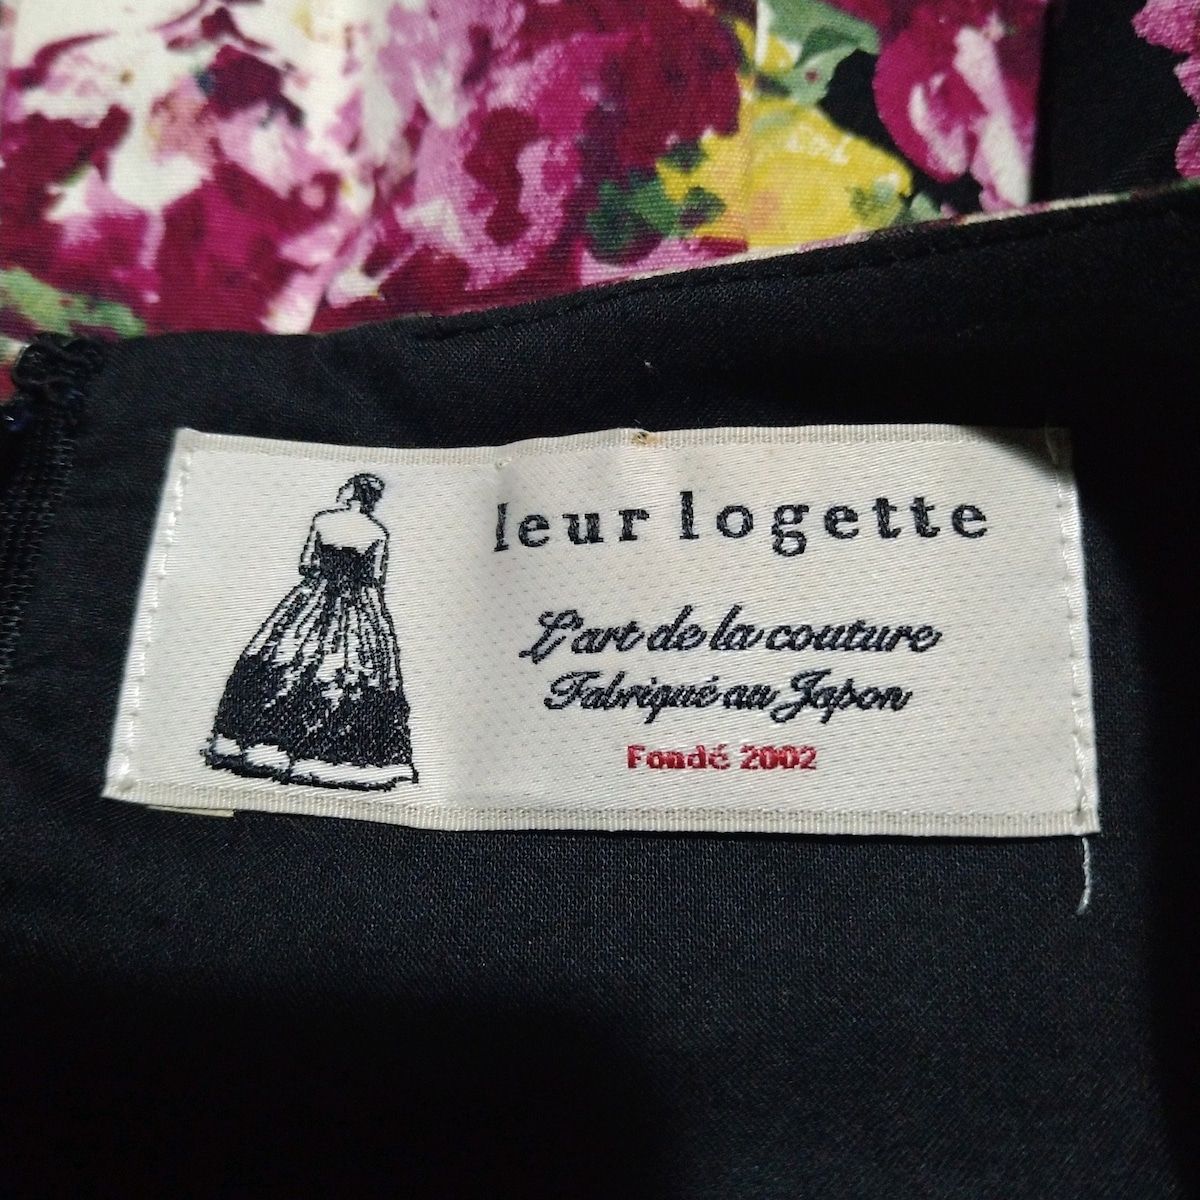 leur logette
L'art de la couture
Fabriqué au Japon
Fondé 2002